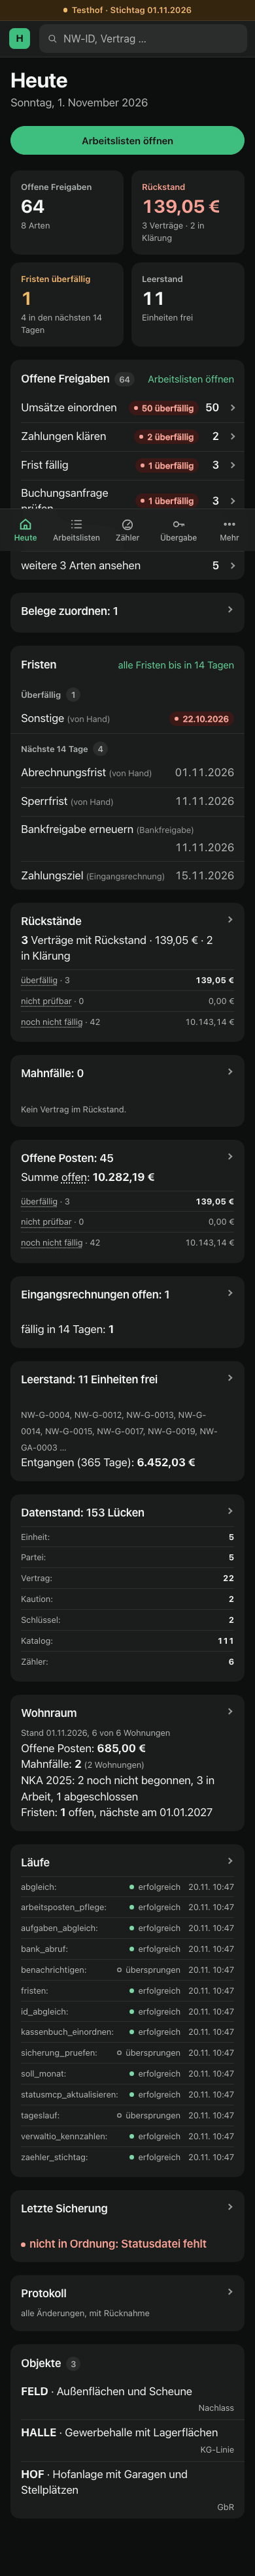 Testhof · Stichtag 01.11.2026
H
NW-ID, Vertrag ...
Heute
Sonntag, 1. November 2026
Arbeitslisten öffnen
Offene Freigaben
64
8 Arten
Rückstand
139,05 €
3 Verträge · 2 in
Klärung
Fristen überfällig
1
4 in den nächsten 14
Tagen
Leerstand
11
Einheiten frei
Offene Freigaben 64 Arbeitslisten öffnen
Umsätze einordnen 50 überfällig 50
Zahlungen klären 2 überfällig 2
Frist fällig 1 überfällig 3
Buchungsanfrage
prüfen 1 überfällig 3
Heute Arbeitslisten Zähler Übergabe Mehr
weitere 3 Arten ansehen 5
Belege zuordnen: 1
Fristen alle Fristen bis in 14 Tagen
Überfällig 1
Sonstige (von Hand) 22.10.2026
Nächste 14 Tage 4
Abrechnungsfrist (von Hand) 01.11.2026
Sperrfrist (von Hand) 11.11.2026
Bankfreigabe erneuern (Bankfreigabe)
11.11.2026
Zahlungsziel (Eingangsrechnung) 15.11.2026
Rückstände
3 Verträge mit Rückstand · 139,05 € · 2
in Klärung
überfällig · 3 139,05 €
nicht prüfbar · 0 0,00 €
noch nicht fällig · 42 10.143,14 €
Mahnfälle: 0
Kein Vertrag im Rückstand.
Offene Posten: 45
Summe offen: 10.282,19 €
überfällig · 3 139,05 €
nicht prüfbar · 0 0,00 €
noch nicht fällig · 42 10.143,14 €
Eingangsrechnungen offen: 1
fällig in 14 Tagen: 1
Leerstand: 11 Einheiten frei
NW-G-0004, NW-G-0012, NW-G-0013, NW-G-
0014, NW-G-0015, NW-G-0017, NW-G-0019, NW-
GA-0003 ...
Entgangen (365 Tage): 6.452,03 €
Datenstand: 153 Lücken
Einheit: 5
Partei: 5
Vertrag: 22
Kaution: 2
Schlüssel: 2
Katalog: 111
Zähler: 6
Wohnraum
Stand 01.11.2026, 6 von 6 Wohnungen
Offene Posten: 685,00 €
Mahnfälle: 2 (2 Wohnungen)
NKA 2025: 2 noch nicht begonnen, 3 in
Arbeit, 1 abgeschlossen
Fristen: 1 offen, nächste am 01.01.2027
Läufe
abgleich: erfolgreich 20.11. 10:47
arbeitsposten_pflege: erfolgreich 20.11. 10:47
aufgaben_abgleich: erfolgreich 20.11. 10:47
bank_abruf: erfolgreich 20.11. 10:47
benachrichtigen: übersprungen 20.11. 10:47
fristen: erfolgreich 20.11. 10:47
id_abgleich: erfolgreich 20.11. 10:47
kassenbuch_einordnen: erfolgreich 20.11. 10:47
sicherung_pruefen: übersprungen 20.11. 10:47
soll_monat: erfolgreich 20.11. 10:47
statusmcp_aktualisieren: erfolgreich 20.11. 10:47
tageslauf: übersprungen 20.11. 10:47
verwaltio_kennzahlen: erfolgreich 20.11. 10:47
zaehler_stichtag: erfolgreich 20.11. 10:47
Letzte Sicherung
nicht in Ordnung: Statusdatei fehlt
Protokoll
alle Änderungen, mit Rücknahme
Objekte 3
FELD · Außenflächen und Scheune
Nachlass
HALLE · Gewerbehalle mit Lagerflächen
KG-Linie
HOF · Hofanlage mit Garagen und
Stellplätzen
GbR